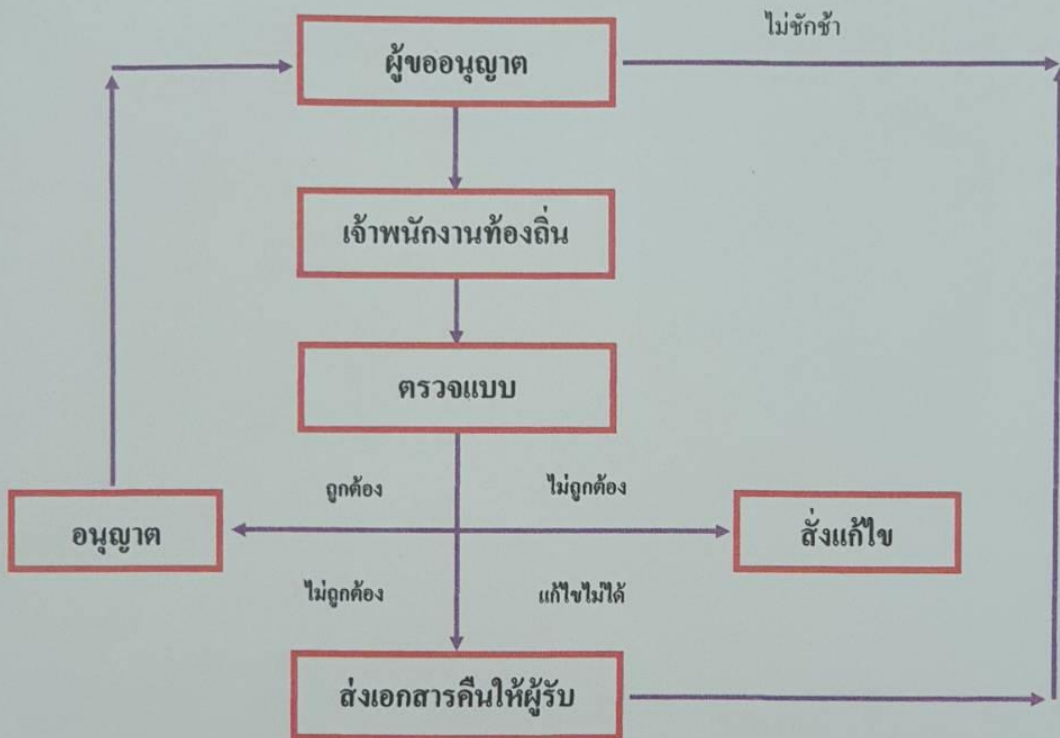 ไม่ชักช้า
ผู้ขออนุญาต
เจ้าพนักงานท้องถิ่น
ตรวจแบบ
ถูกต้อง
ไม่ถูกต้อง
อนุญาต
สั่งแก้ไข
ไม่ถูกต้อง
แก้ไขไม่ได้
ส่งเอกสารคืนให้ผู้รับ